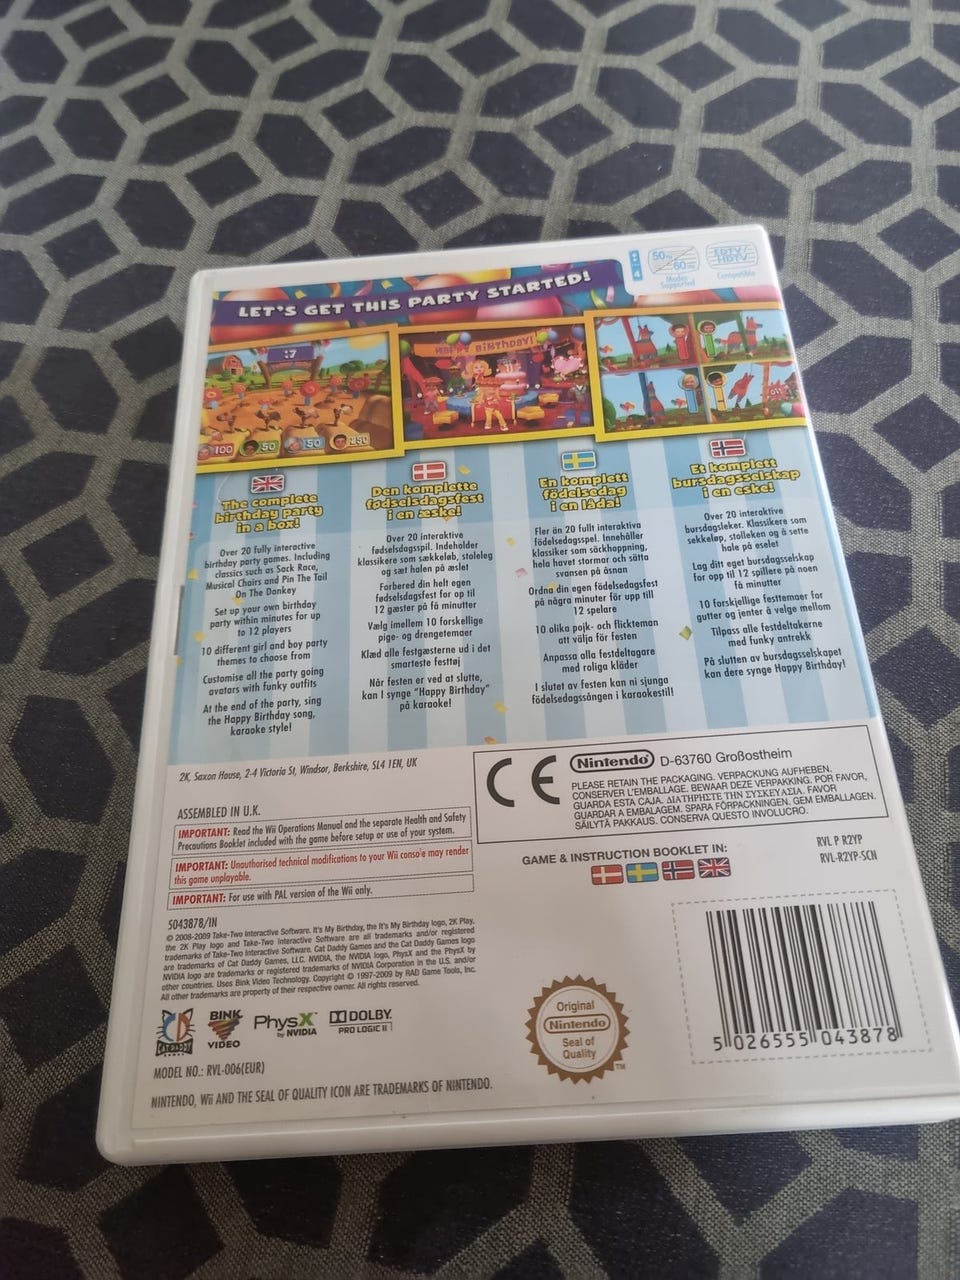 50Hz
60Hz
Modes
Supported
EDTV
HDTV
Compatible
4
LET'S GET THIS PARTY STARTED!
:7
100
50
50
250
HAPPY BIRTHDAY!
The complete
birthday party
in a box!
Over 20 fully interactive
birthday party games. Including
classics such as Sack Race,
Musical Chairs and Pin The Tail
On The Donkey
Set up your own birthday
party within minutes for up
to 12 players
10 different girl and boy party
themes to choose from
Customise all the party going
avatars with funky outfits
At the end of the party, sing
the Happy Birthday song,
karaoke style!
Den komplette
fødselsdagsfest
i en æske!
Over 20 interaktive
fødselsdagsspil. Indeholder
klassikere som sækkeløb, stoleleg
og sæt halen på æslet
Forbered din helt egen
fødselsdagsfest for op til
12 gæster på få minutter
Vælg imellem 10 forskellige
pige- og drengetemaer
Klæd alle festgæsterne ud i det
smarteste festtøj
Når festen er ved at slutte,
kan I synge "Happy Birthday"
på karaoke!
En komplett
födelsedag
i en låda!
Fler än 20 fullt interaktiva
födelsedagsspel. Innehåller
klassiker som säckhoppning,
hela havet stormar och sätta
svansen på åsnan
Ordna din egen födelsedagsfest
på några minuter för upp till
12 spelare
10 olika pojk- och flickteman
att välja för festen
Anpassa alla festdeltagare
med roliga kläder
I slutet av festen kan ni sjunga
födelsedagssången i karaokestil!
Et komplett
bursdagsselskap
i en eske!
Over 20 interaktive
bursdagsleker. Klassikere som
sekkeløp, stolleken og å sette
hale på eselet
Lag ditt eget bursdagsselskap
for opp til 12 spillere på noen
få minutter
10 forskjellige festtemaer for
gutter og jenter å velge mellom
Tilpass alle festdeltakerne
med funky antrekk
På slutten av bursdagsselskapet
kan dere synge Happy Birthday!
2K, Saxon House, 2-4 Victoria St, Windsor, Berkshire, SL4 1EN, UK
ASSEMBLED IN U.K.
IMPORTANT: Read the Wii Operations Manual and the separate Health and Safety
Precautions Booklet included with the game before setup or use of your system.
IMPORTANT: Unauthorised technical modifications to your Wii console may render
this game unplayable.
IMPORTANT: For use with PAL version of the Wii only.
CE
Nintendo D-63760 Großostheim
PLEASE RETAIN THE PACKAGING. VERPACKUNG AUFHEBEN.
CONSERVER L'EMBALLAGE. BEWAAR DEZE VERPAKKING. POR FAVOR,
GUARDA ESTA CAJA. ΔΙΑΤΗΡΗΣΤΕ ΤΗΝ ΣΥΣΚΕΥΑΣΙΑ. FAVOR
GUARDAR A EMBALAGEM. SPARA FÖRPACKNINGEN. GEM EMBALLAGEN.
SÄILYTÄ PAKKAUS. CONSERVA QUESTO INVOLUCRO.
GAME & INSTRUCTION BOOKLET IN:
RVL P R2YP
RVL-R2YP-SCN
5043878/IN
© 2008-2009 Take-Two Interactive Software. It's My Birthday, the It's My Birthday logo, 2K Play,
the 2K Play logo and Take-Two Interactive Software are all trademarks and/or registered
trademarks of Take-Two Interactive Software. Cat Daddy Games and the Cat Daddy Games logo
are trademarks of Cat Daddy Games, LLC. NVIDIA, the NVIDIA logo, PhysX and the PhysX by
NVIDIA logo are trademarks or registered trademarks of NVIDIA Corporation in the U.S. and/or
other countries. Uses Bink Video Technology. Copyright © 1997-2009 by RAD Game Tools, Inc.
All other trademarks are property of their respective owner. All rights reserved.
CD
CAT DADDY
GAMES
BINK
VIDEO
PhysX
by NVIDIA
DOLBY
PRO LOGIC II
MODEL NO.: RVL-006(EUR)
NINTENDO, Wii AND THE SEAL OF QUALITY ICON ARE TRADEMARKS OF NINTENDO.
Original
Nintendo
Seal of
Quality
TM
5 026555 043878